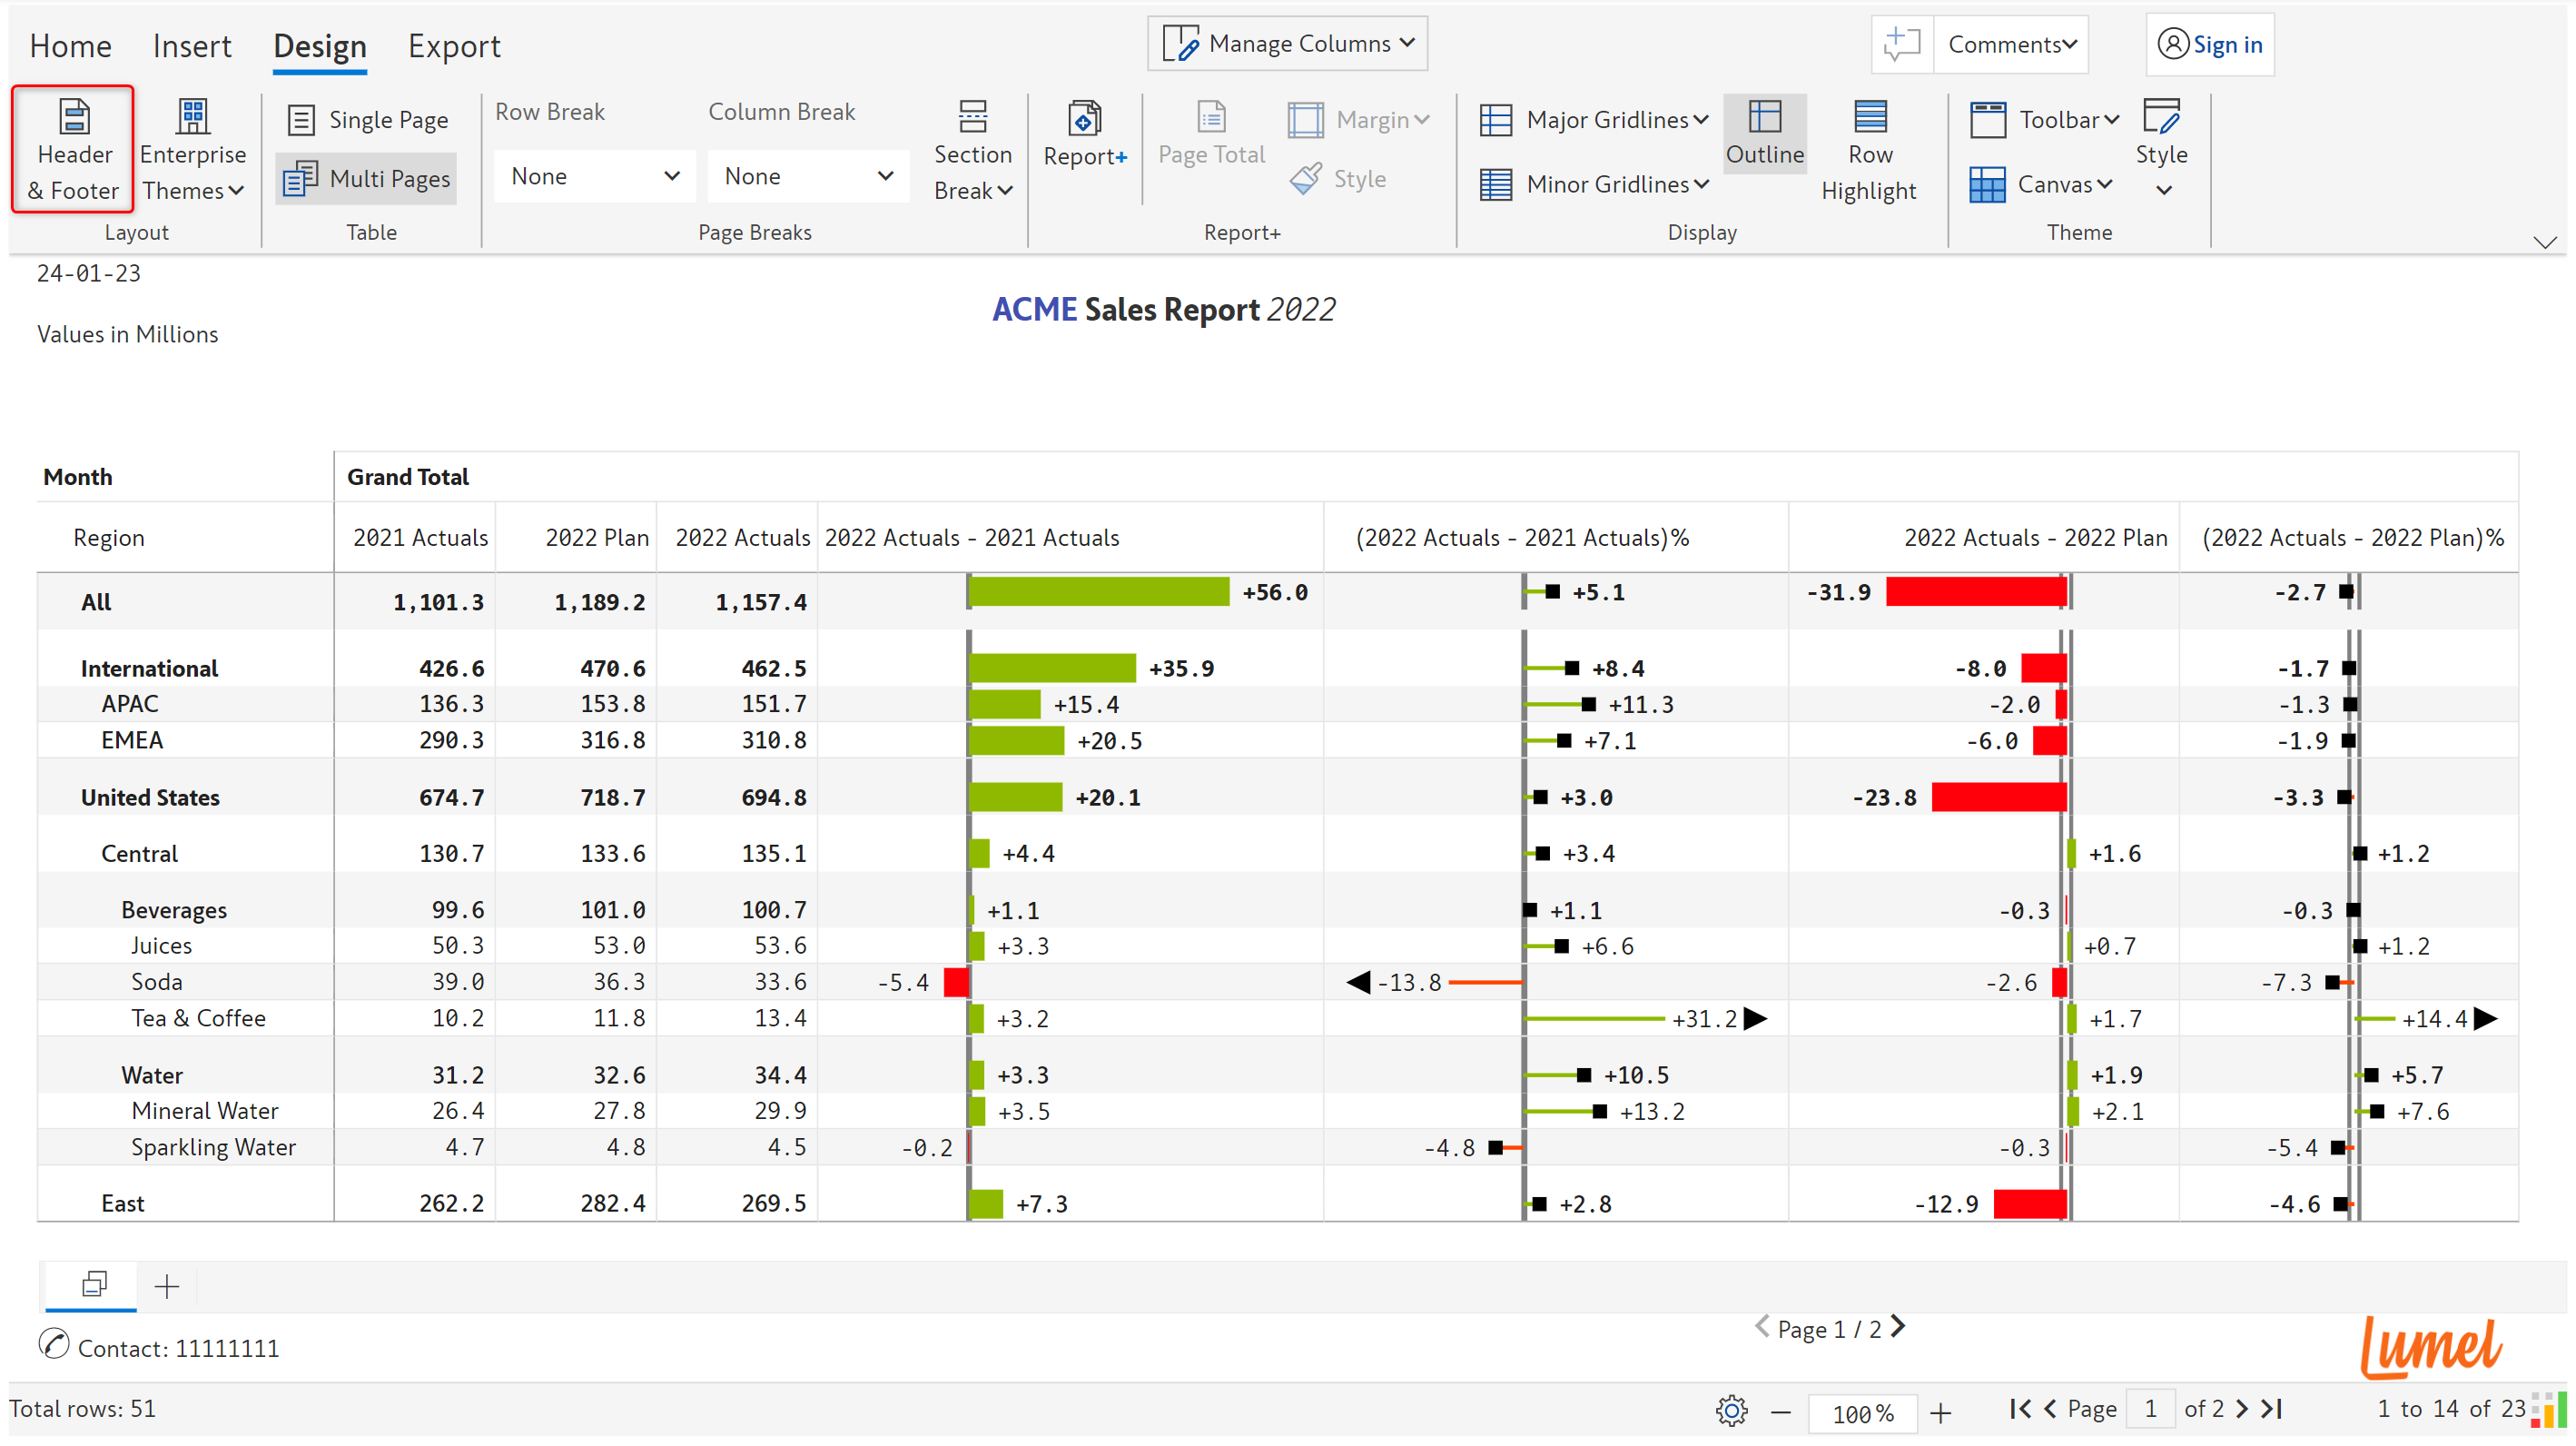 Home Insert Design Export Manage Columns Comments Sign in
Header & Footer
Enterprise Themes
Layout
Single Page
Multi Pages
Table
Row Break Column Break
None None
Section Break
Page Breaks
Report+
Page Total
Margin
Style
Report+
Major Gridlines
Minor Gridlines
Outline
Row Highlight
Display
Toolbar
Canvas
Style
Theme
24-01-23
ACME Sales Report 2022
Values in Millions
Month Grand Total
Region 2021 Actuals 2022 Plan 2022 Actuals 2022 Actuals - 2021 Actuals (2022 Actuals - 2021 Actuals)% 2022 Actuals - 2022 Plan (2022 Actuals - 2022 Plan)%
All 1,101.3 1,189.2 1,157.4 +56.0 +5.1 -31.9 -2.7
International 426.6 470.6 462.5 +35.9 +8.4 -8.0 -1.7
APAC 136.3 153.8 151.7 +15.4 +11.3 -2.0 -1.3
EMEA 290.3 316.8 310.8 +20.5 +7.1 -6.0 -1.9
United States 674.7 718.7 694.8 +20.1 +3.0 -23.8 -3.3
Central 130.7 133.6 135.1 +4.4 +3.4 +1.6 +1.2
Beverages 99.6 101.0 100.7 +1.1 +1.1 -0.3 -0.3
Juices 50.3 53.0 53.6 +3.3 +6.6 +0.7 +1.2
Soda 39.0 36.3 33.6 -5.4 -13.8 -2.6 -7.3
Tea & Coffee 10.2 11.8 13.4 +3.2 +31.2 +1.7 +14.4
Water 31.2 32.6 34.4 +3.3 +10.5 +1.9 +5.7
Mineral Water 26.4 27.8 29.9 +3.5 +13.2 +2.1 +7.6
Sparkling Water 4.7 4.8 4.5 -0.2 -4.8 -0.3 -5.4
East 262.2 282.4 269.5 +7.3 +2.8 -12.9 -4.6
Page 1 / 2
Contact: 11111111
Lumel
Total rows: 51 100% Page 1 of 2 1 to 14 of 23